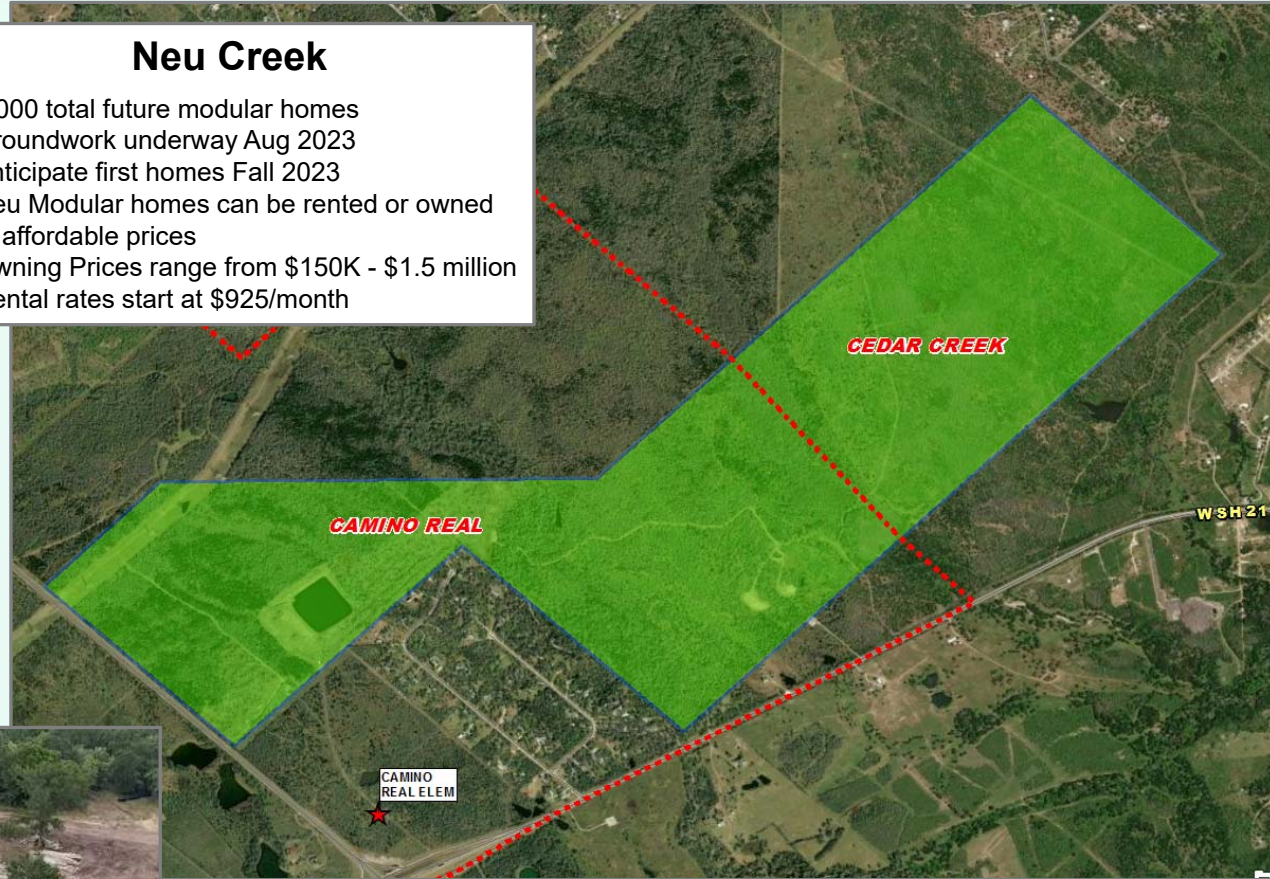 Neu Creek
000 total future modular homes
roundwork underway Aug 2023
nticipate first homes Fall 2023
eu Modular homes can be rented or owned
affordable prices
wning Prices range from $150K - $1.5 million
ental rates start at $925/month
CEDAR CREEK
W SH 21
CAMINO REAL
CAMINO
REAL ELEM